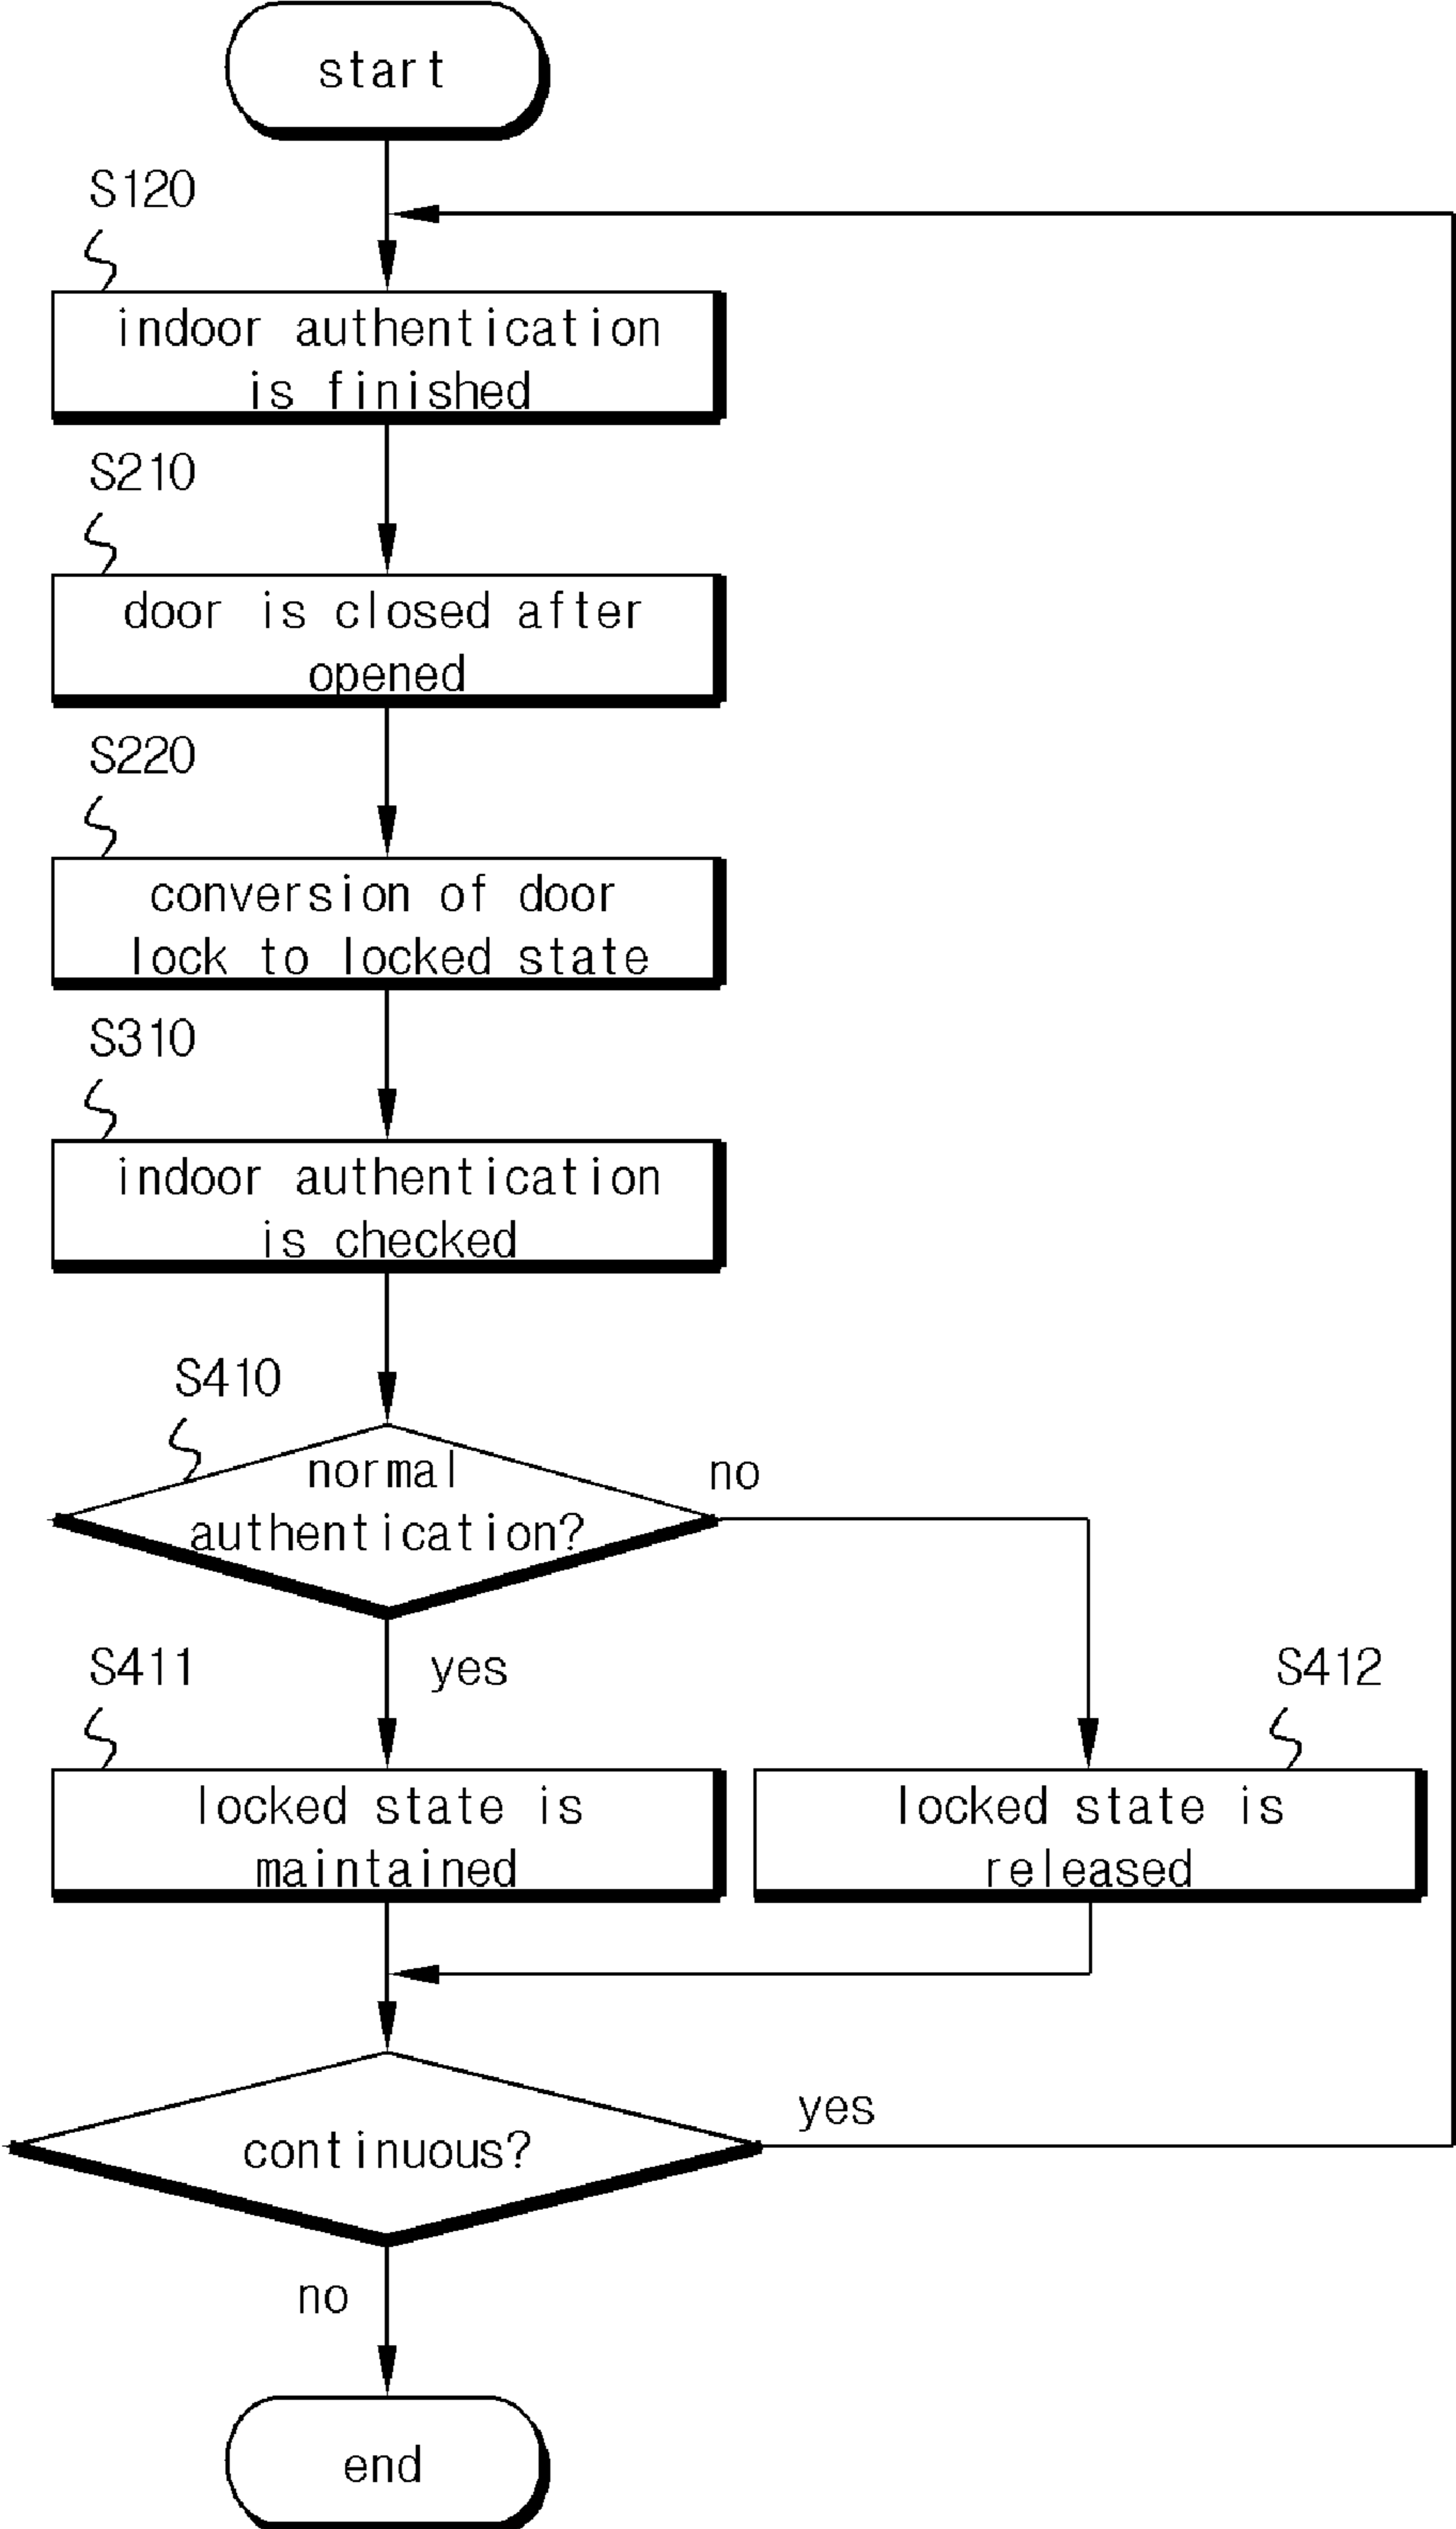 start
S120
indoor authentication
is finished
S210
door is closed after
opened
S220
conversion of door
lock to locked state
S310
indoor authentication
is checked
S410
normal
authentication?
no
yes
S411
locked state is
maintained
S412
locked state is
released
continuous?
yes
no
end